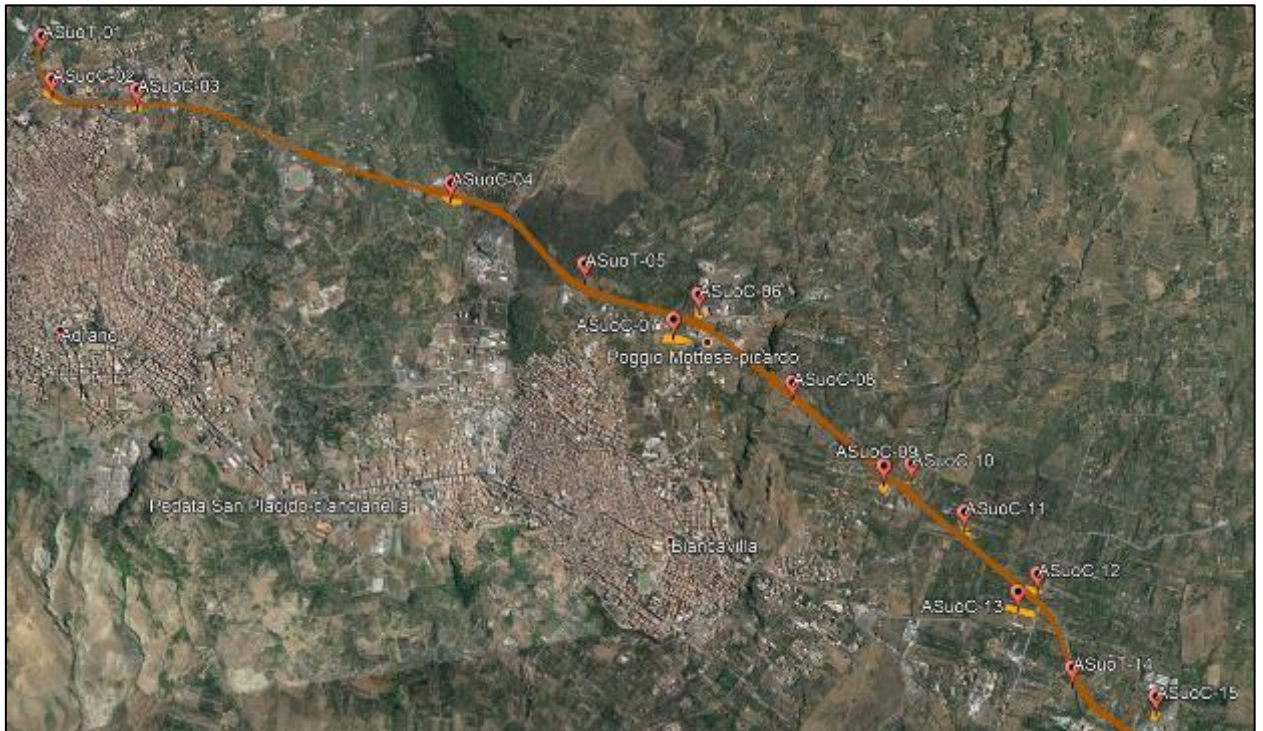 ASuoT-01
ASuoC-02
ASuoC-03
ASuoC-04
ASuoT-05
ASuoC-06
ASuoC-07
Adrano
Poggio Mottese-picardo
ASuoC-08
ASuoC-09
ASuoC-10
Pedata San Placido-ciancianella
ASuoC-11
Biancavilla
ASuoC-12
ASuoC-13
ASuoT-14
ASuoC-15